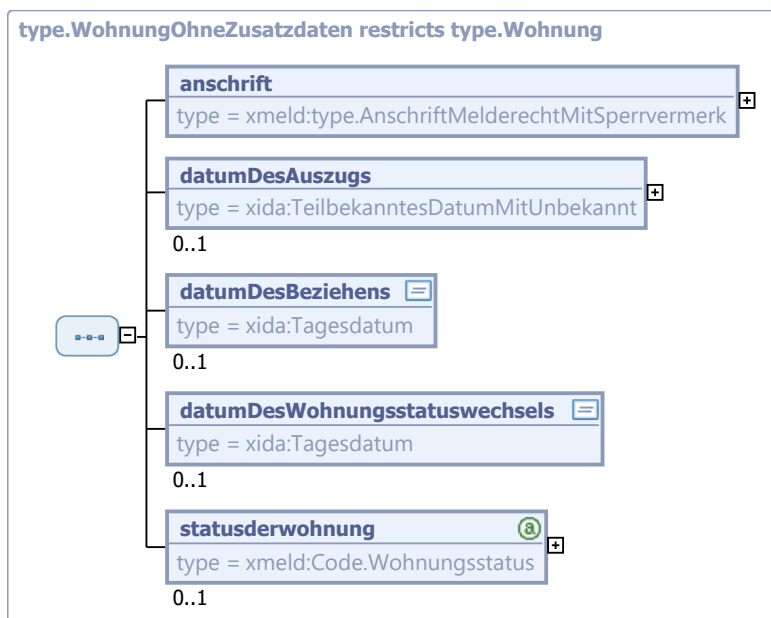 type.WohnungOhneZusatzdaten restricts type.Wohnung
anschrift
type = xmeld:type.AnschriftMelderechtMitSperrvermerk
datumDesAuszugs
type = xida:TeilbekanntesDatumMitUnbekannt
0..1
datumDesBeziehens
type = xida:Tagesdatum
0..1
datumDesWohnungsstatuswechsels
type = xida:Tagesdatum
0..1
statusderwohnung @
type = xmeld:Code.Wohnungsstatus
0..1